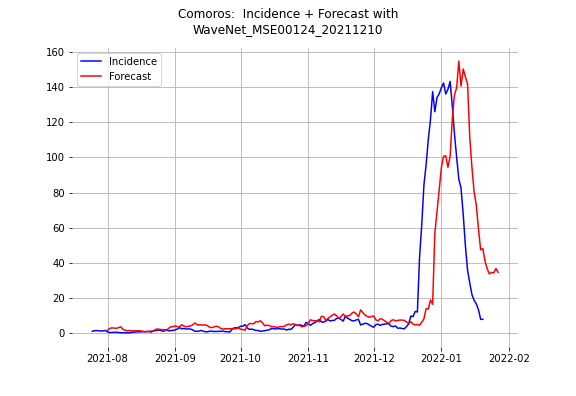 Comoros:  Incidence + Forecast with
WaveNet_MSE00124_20211210
Incidence
Forecast
160
140
120
100
80
60
40
20
0
2021-08 2021-09 2021-10 2021-11 2021-12 2022-01 2022-02